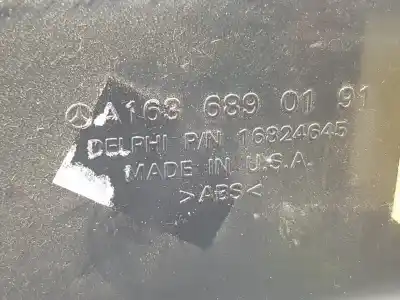 A163 689 01 91
DELPHI P/N 16824645
MADE IN U.S.A.
>ABS<